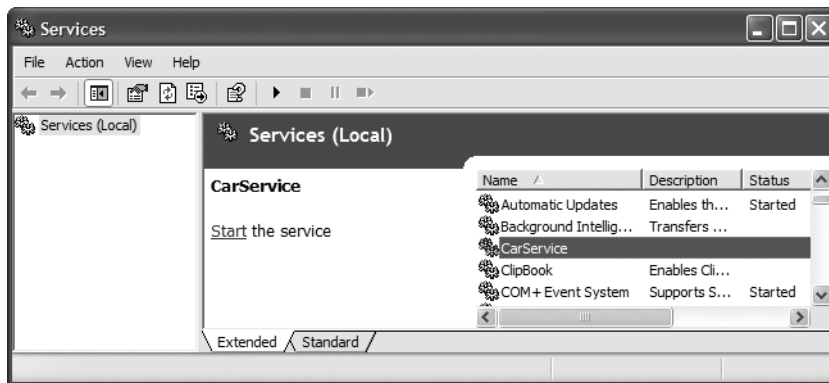 Services
File Action View Help
Services (Local)
Services (Local)
CarService
Start the service
Name Description Status
Automatic Updates Enables th... Started
Background Intellig... Transfers ...
CarService
ClipBook Enables Cli...
COM+ Event System Supports S... Started
Extended Standard